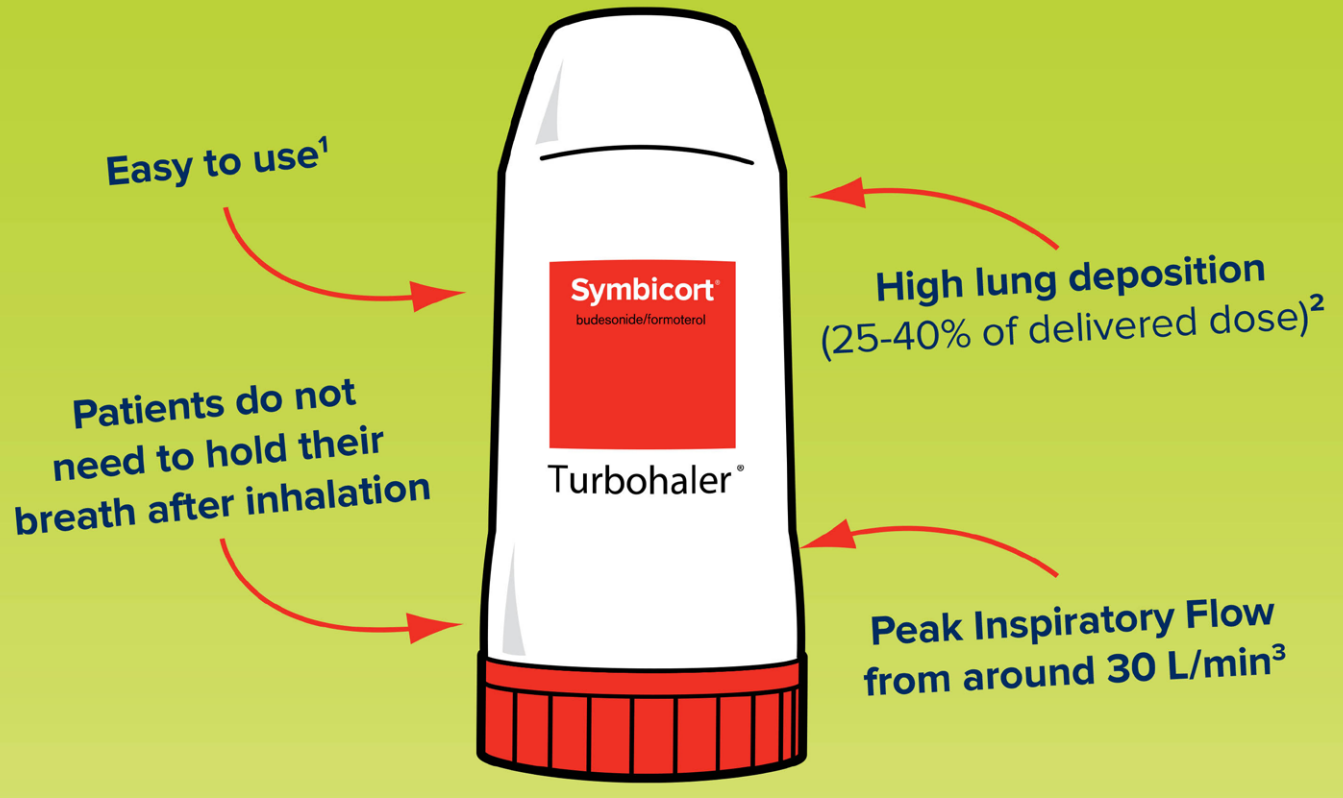 Easy to use¹
Patients do not
need to hold their
breath after inhalation
Symbicort®
budesonide/formoterol
Turbohaler®
High lung deposition
(25-40% of delivered dose)²
Peak Inspiratory Flow
from around 30 L/min³